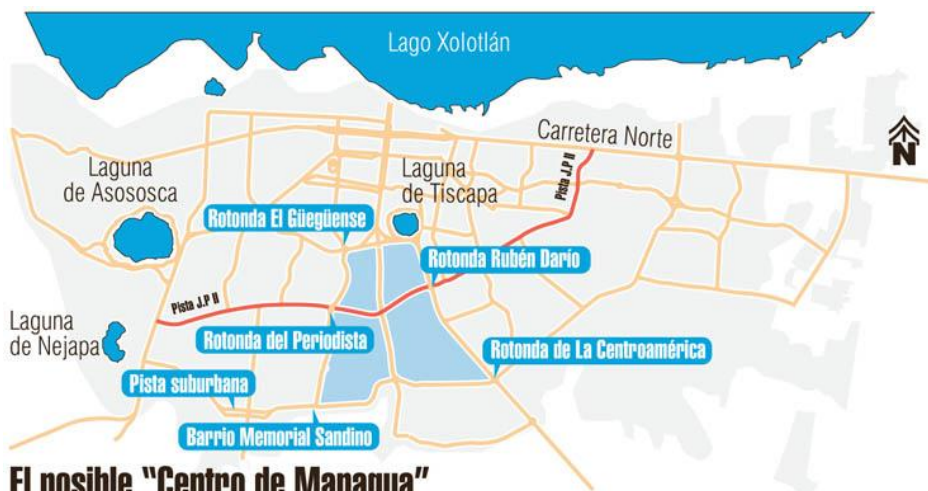 Lago Xolotlán
Carretera Norte
N
Laguna
de Asososca
Laguna
de Tiscapa
Pista J.P II
Rotonda El Güegüense
Rotonda Rubén Darío
Pista J.P II
Laguna
de Nejapa
Rotonda del Periodista
Rotonda de La Centroamérica
Pista suburbana
Barrio Memorial Sandino
El posible "Centro de Managua"